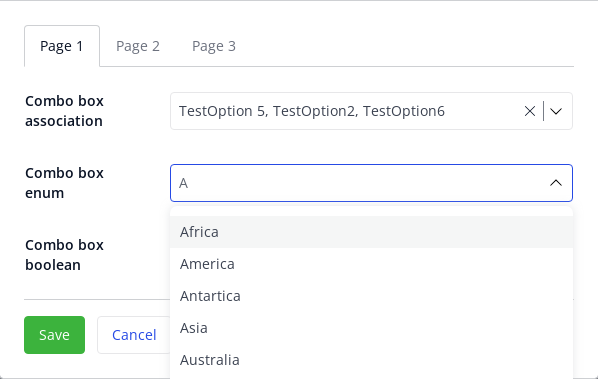 Page 1 Page 2 Page 3
Combo box
association
TestOption 5, TestOption2, TestOption6
Combo box
enum
A
Africa
Combo box
boolean
America
Antartica
Asia
Australia
Save Cancel